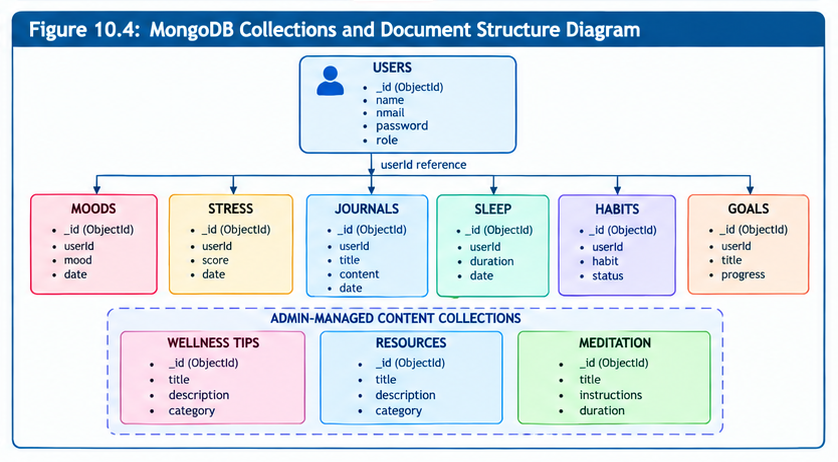 Figure 10.4: MongoDB Collections and Document Structure Diagram
USERS
• _id (ObjectId)
• name
• nmail
• password
• role
userId reference
MOODS
• _id (ObjectId)
• userId
• mood
• date
STRESS
• _id (ObjectId)
• userId
• score
• date
JOURNALS
• _id (ObjectId)
• userId
• title
• content
• date
SLEEP
• _id (ObjectId)
• userId
• duration
• date
HABITS
• _id (ObjectId)
• userId
• habit
• status
GOALS
• _id (ObjectId)
• userId
• title
• progress
ADMIN-MANAGED CONTENT COLLECTIONS
WELLNESS TIPS
• _id (ObjectId)
• title
• description
• category
RESOURCES
• _id (ObjectId)
• title
• description
• category
MEDITATION
• _id (ObjectId)
• title
• instructions
• duration